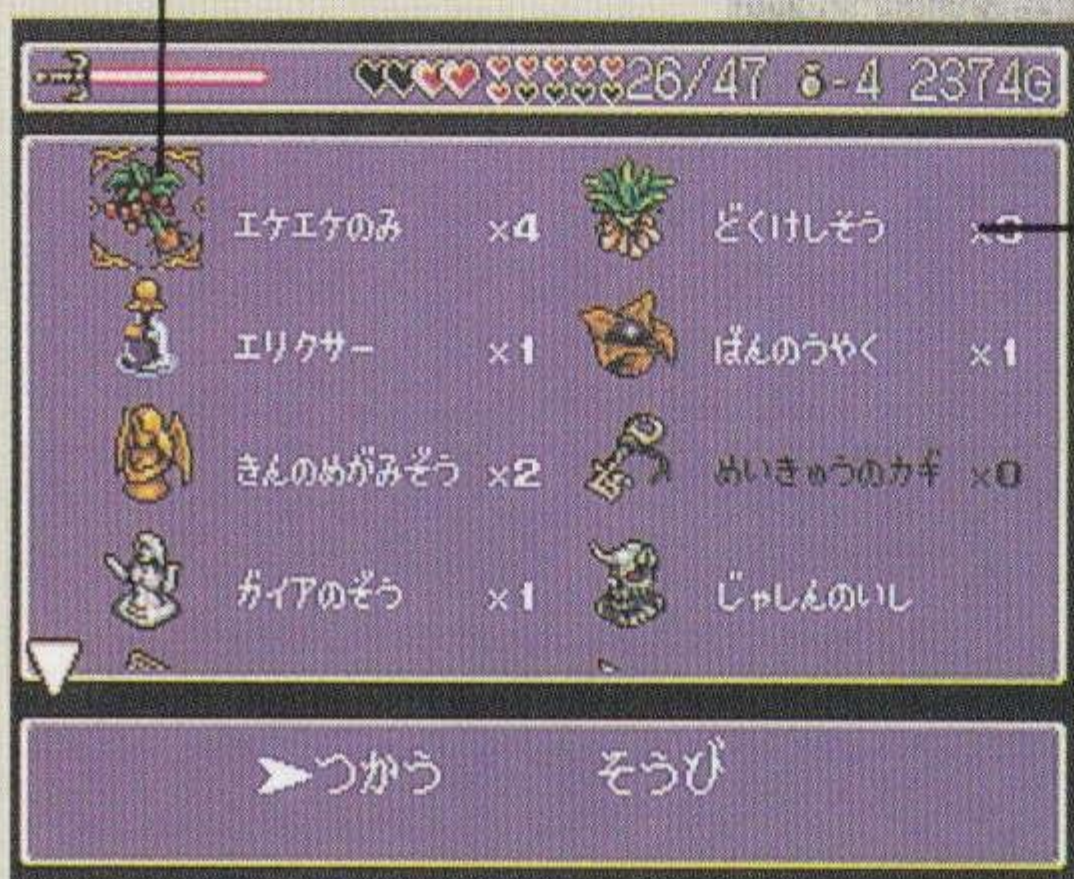 26/47 -4 2374G
エケエケのみ ×4 どくけしそう
エリクサー ×1 ばんのうやく ×1
きんのめがみぞう ×2 めいきゅうのカギ ×0
ガイアのぞう ×1 じゃしんのいし
つかう そうび